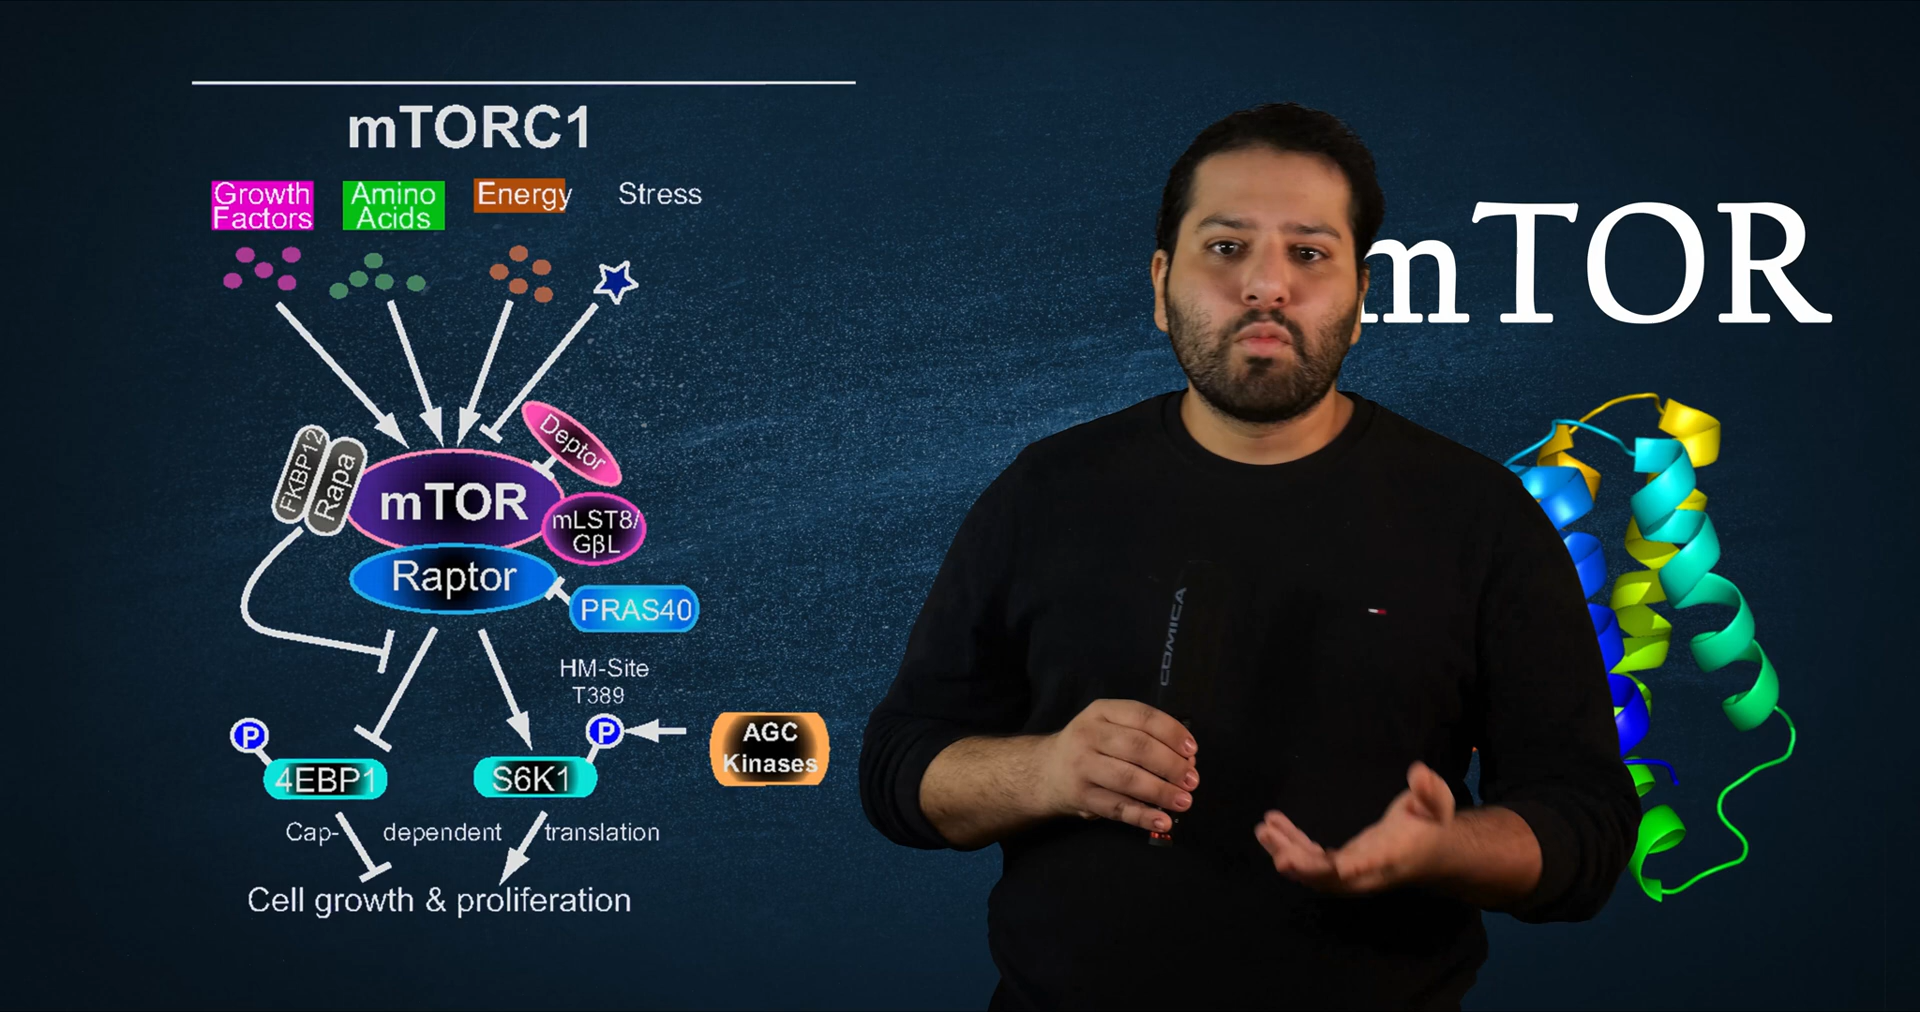 mTORC1
Growth
Factors
Amino
Acids
Energy
Stress
mTOR
Deptor
FKBP12
Rapa
mTOR
mLST8/
GβL
Raptor
PRAS40
HM-Site
T389
P
P
AGC
Kinases
4EBP1
S6K1
Cap- dependent translation
Cell growth & proliferation
COMICA